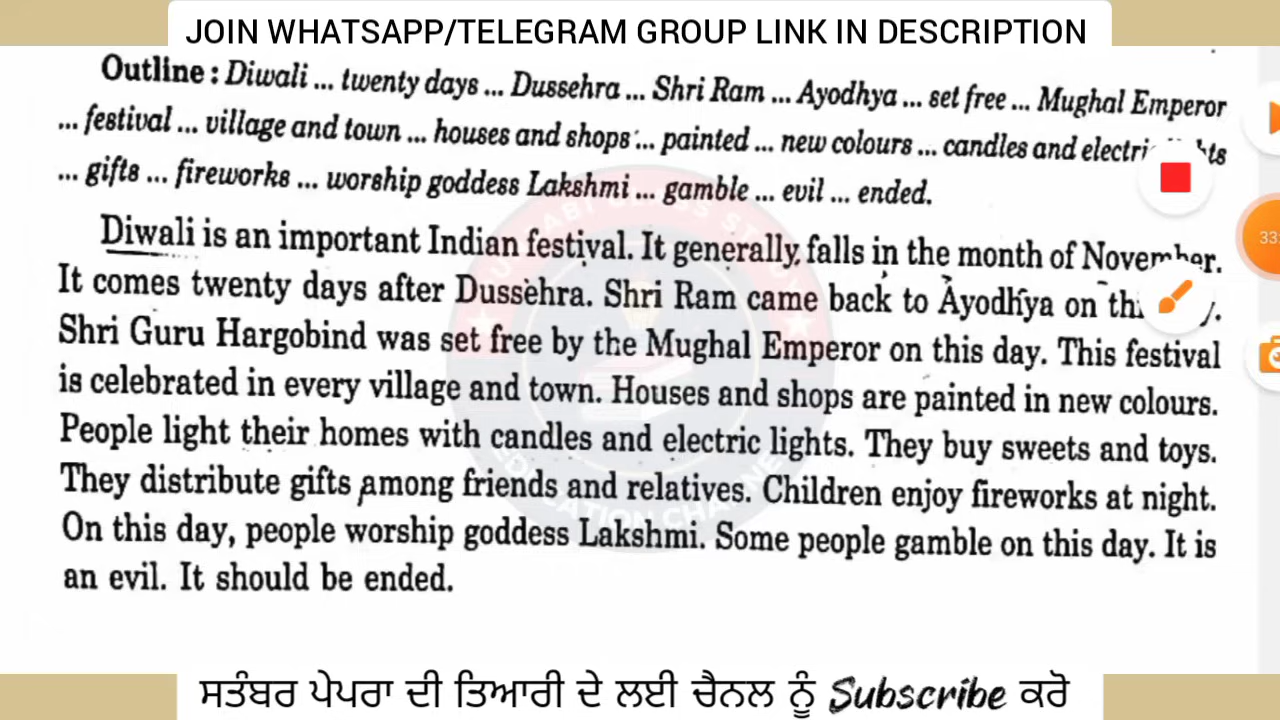 JOIN WHATSAPP/TELEGRAM GROUP LINK IN DESCRIPTION
Outline : Diwali ... twenty days ... Dussehra ... Shri Ram ... Ayodhya ... set free ... Mughal Emperor
... festival ... village and town ... houses and shops ... painted ... new colours ... candles and
... gifts ... fireworks ... worship goddess Lakshmi ... gamble ... evil ... ended.
Diwali is an important Indian festival. It generally falls in the month of November.
It comes twenty days after Dussehra. Shri Ram came back to Ayodhya on
Shri Guru Hargobind was set free by the Mughal Emperor on this day. This festival
is celebrated in every village and town. Houses and shops are painted in new colours.
People light their homes with candles and electric lights. They buy sweets and toys.
They distribute gifts among friends and relatives. Children enjoy fireworks at night.
On this day, people worship goddess Lakshmi. Some people gamble on this day. It is
an evil. It should be ended.
ਸਤੰਬਰ ਪੇਪਰਾ ਦੀ ਤਿਆਰੀ ਦੇ ਲਈ ਚੈਨਲ ਨੂੰ Subscribe ਕਰੋ